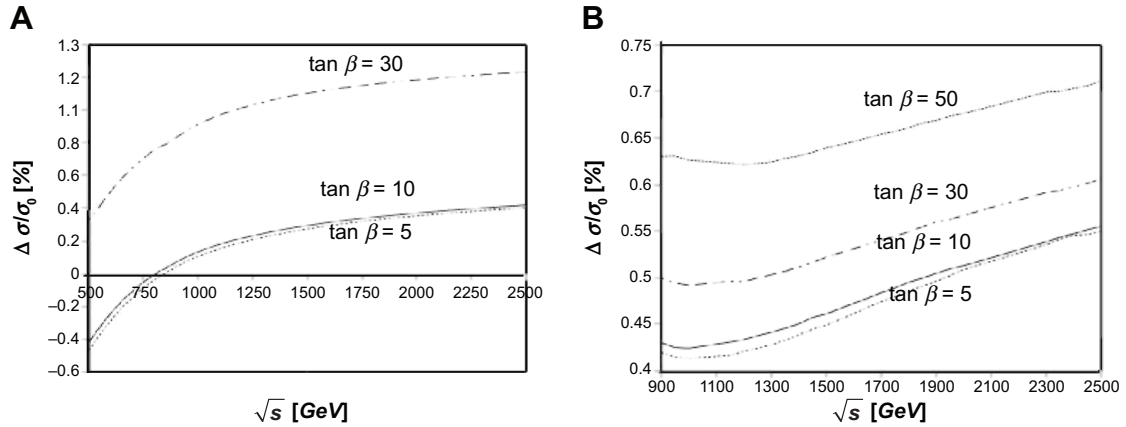 A
1.3
1.2
1.1
0.8
0.6
0.4
0.2
0
–0.2
–0.4
–0.6
500 750 1000 1250 1500 1750 2000 2250 2500
Δ σ/σ0 [%]
√s [GeV]
tan β = 30
tan β = 10
tan β = 5
B
0.75
0.7
0.65
0.6
0.55
0.5
0.45
0.4
900 1100 1300 1500 1700 1900 2100 2300 2500
Δ σ/σ0 [%]
√s [GeV]
tan β = 50
tan β = 30
tan β = 10
tan β = 5